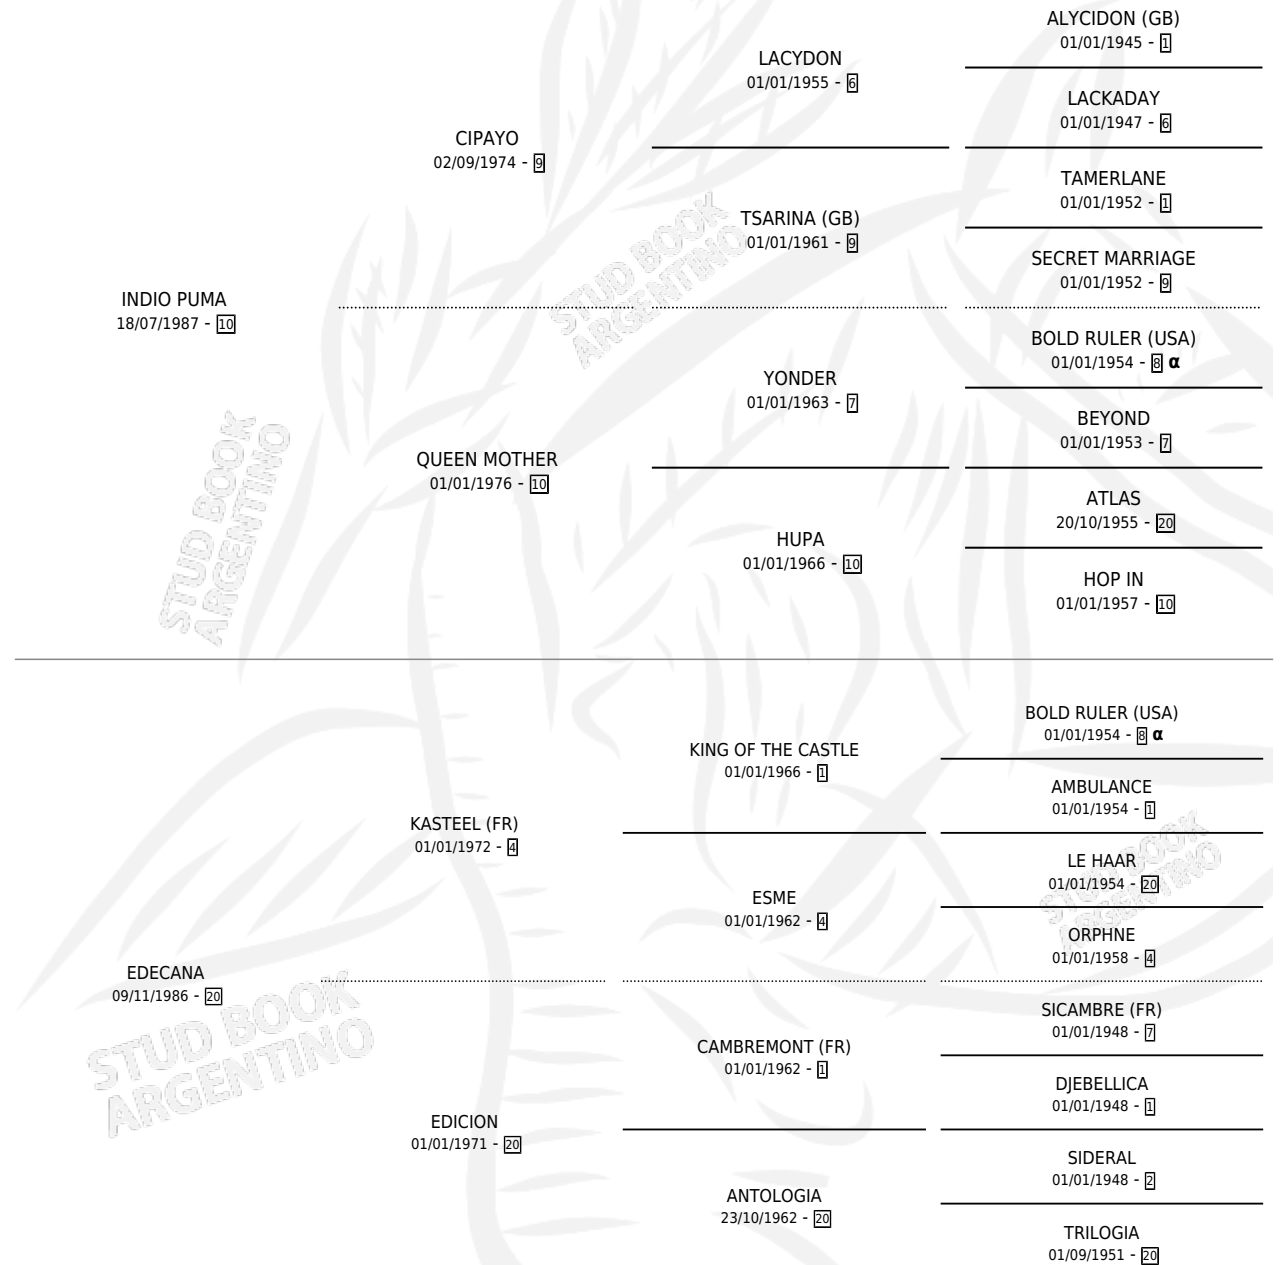 ALYCIDON (GB)
01/01/1945 - 1
LACYDON
01/01/1955 - 6
LACKADAY
01/01/1947 - 6
CIPAYO
02/09/1974 - 9
TAMERLANE
01/01/1952 - 1
TSARINA (GB)
01/01/1961 - 9
SECRET MARRIAGE
01/01/1952 - 9
INDIO PUMA
18/07/1987 - 10
BOLD RULER (USA)
01/01/1954 - 8 α
YONDER
01/01/1963 - 7
BEYOND
01/01/1953 - 7
QUEEN MOTHER
01/01/1976 - 10
ATLAS
20/10/1955 - 20
HUPA
01/01/1966 - 10
HOP IN
01/01/1957 - 10
BOLD RULER (USA)
01/01/1954 - 8 α
KING OF THE CASTLE
01/01/1966 - 1
AMBULANCE
01/01/1954 - 1
KASTEEL (FR)
01/01/1972 - 4
LE HAAR
01/01/1954 - 20
ESME
01/01/1962 - 4
ORPHNE
01/01/1958 - 4
EDECANA
09/11/1986 - 20
SICAMBRE (FR)
01/01/1948 - 7
CAMBREMONT (FR)
01/01/1962 - 1
DJEBELLICA
01/01/1948 - 1
EDICION
01/01/1971 - 20
SIDERAL
01/01/1948 - 2
ANTOLOGIA
23/10/1962 - 20
TRILOGIA
01/09/1951 - 20
STUD BOOK
ARGENTINO
STUD BOOK
ARGENTINO
STUD BOOK
ARGENTINO
STUD BOOK
ARGENTINO